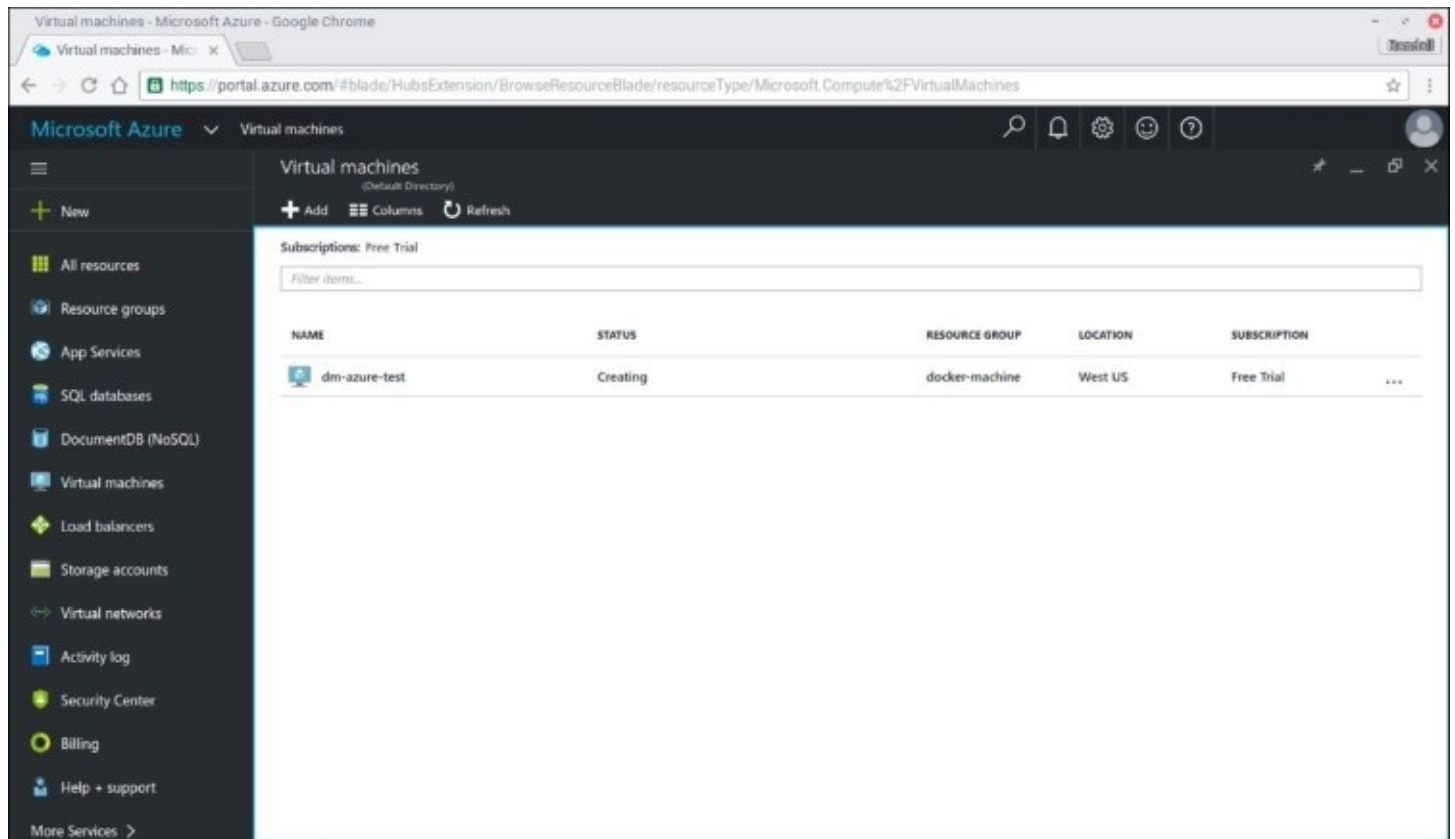 Virtual machines - Microsoft Azure - Google Chrome
Virtual machines - Mic
https://portal.azure.com/#blade/HubsExtension/BrowseResourceBlade/resourceType/Microsoft.Compute%2FVirtualMachines
Microsoft Azure Virtual machines
Virtual machines
(Default Directory)
New
Add Columns Refresh
Subscriptions: Free Trial
Filter items...
NAME STATUS RESOURCE GROUP LOCATION SUBSCRIPTION
dm-azure-test Creating docker-machine West US Free Trial ...
All resources
Resource groups
App Services
SQL databases
DocumentDB (NoSQL)
Virtual machines
Load balancers
Storage accounts
Virtual networks
Activity log
Security Center
Billing
Help + support
More Services >